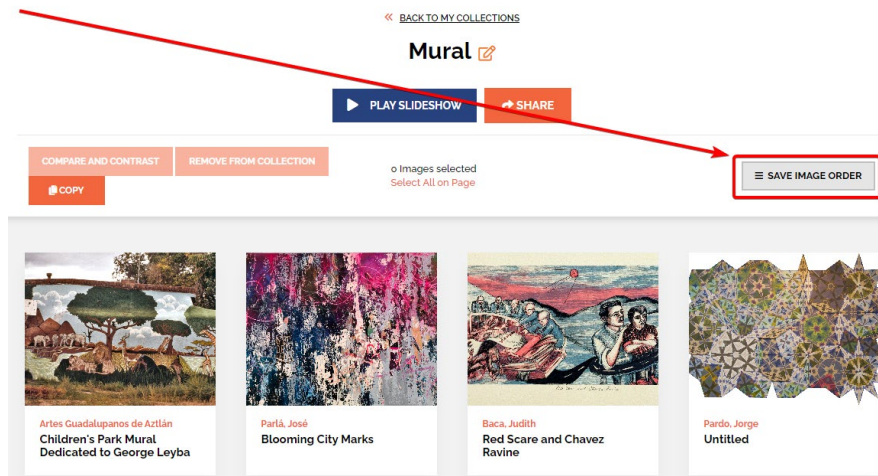 « BACK TO MY COLLECTIONS
Mural
PLAY SLIDESHOW
SHARE
COMPARE AND CONTRAST
REMOVE FROM COLLECTION
COPY
0 Images selected
Select All on Page
SAVE IMAGE ORDER
Artes Guadalupanos de Aztlán
Children's Park Mural
Dedicated to George Leyba
Parlá, José
Blooming City Marks
Baca, Judith
Red Scare and Chavez
Ravine
Pardo, Jorge
Untitled